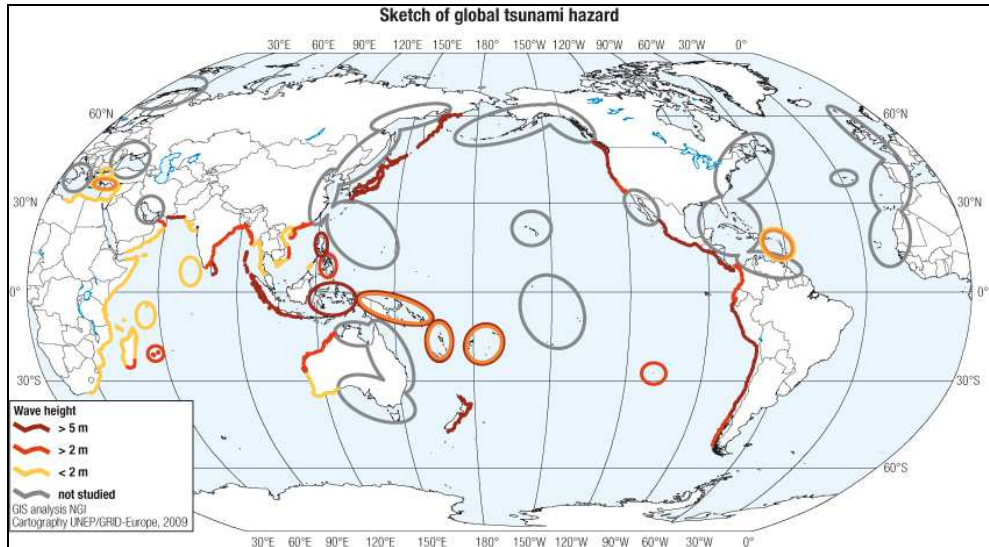 Sketch of global tsunami hazard
30°E 60°E 90°E 120°E 150°E 180° 150°W 120°W 90°W 60°W 30°W 0°
60°N
60°N
30°N
30°N
0°
0°
30°S
30°S
60°S
Wave height
> 5 m
> 2 m
< 2 m
not studied
GIS analysis NGI
Cartography UNEP/GRID-Europe, 2009
30°E 60°E 90°E 120°E 150°E 180° 150°W 120°W 90°W 60°W 30°W 0°